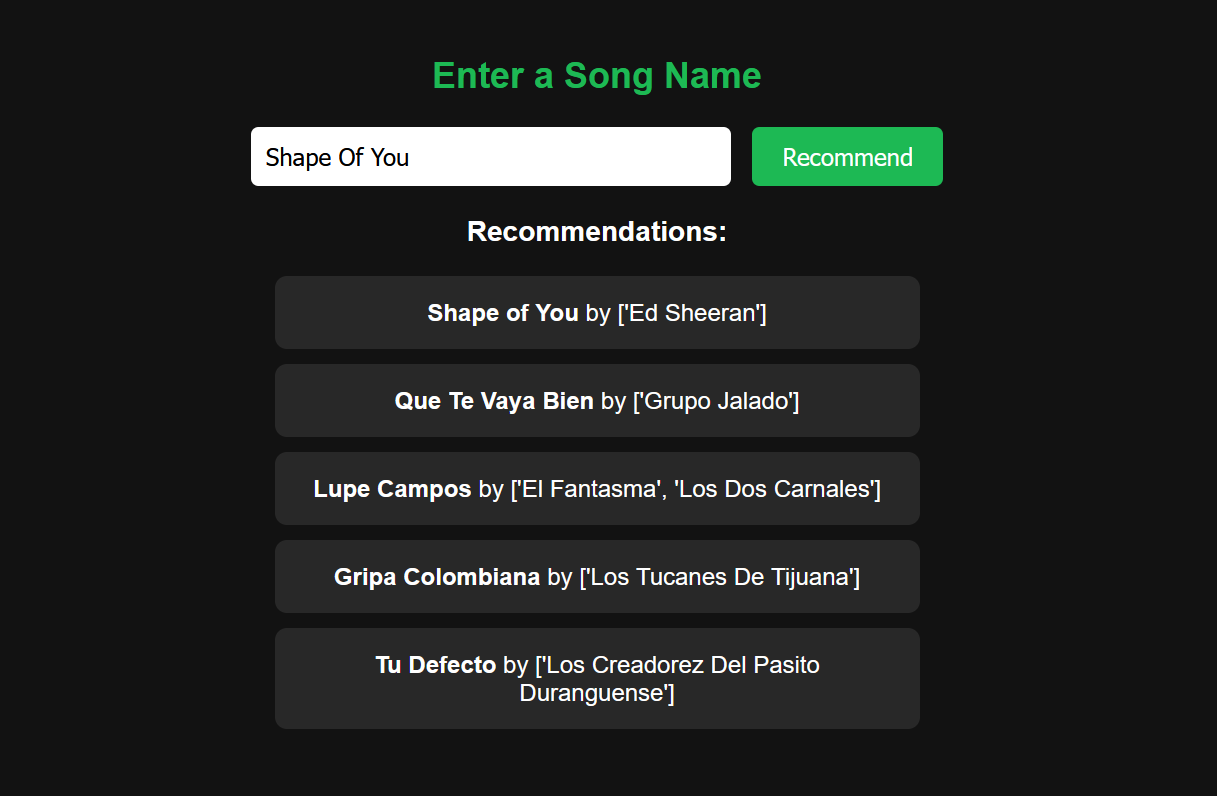 Enter a Song Name
Shape Of You
Recommend
Recommendations:
Shape of You by ['Ed Sheeran']
Que Te Vaya Bien by ['Grupo Jalado']
Lupe Campos by ['El Fantasma', 'Los Dos Carnales']
Gripa Colombiana by ['Los Tucanes De Tijuana']
Tu Defecto by ['Los Creadorez Del Pasito
Duranguense']